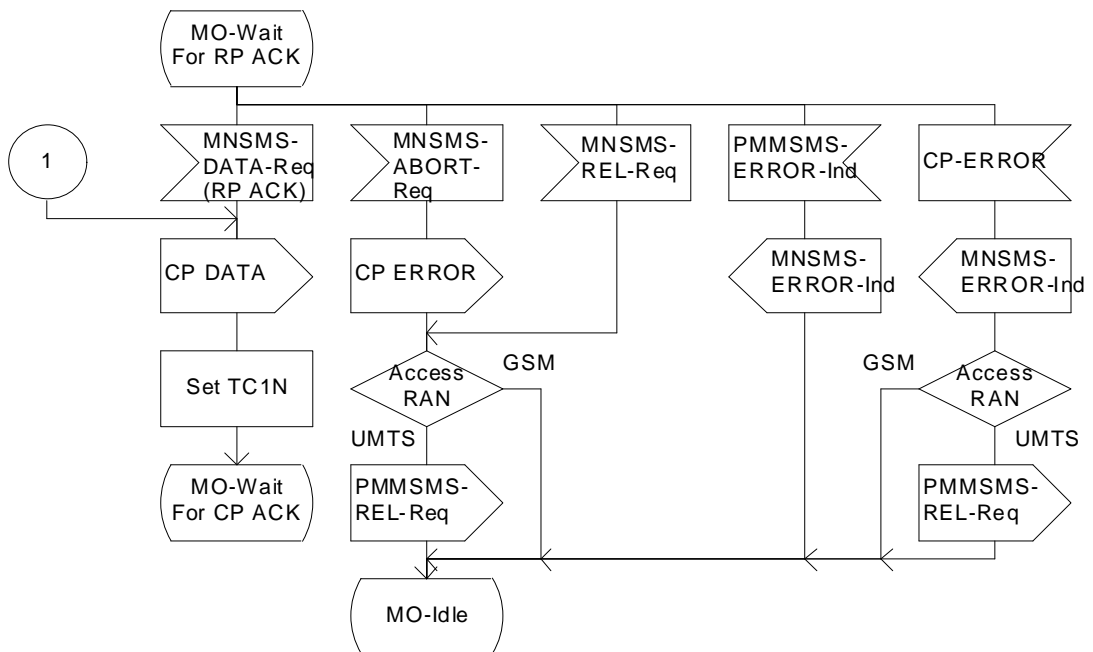 MO-Wait
For RP ACK
1
MNSMS-
DATA-Req
(RP ACK)
MNSMS-
ABORT-
Req
MNSMS-
REL-Req
PMMSMS-
ERROR-Ind
CP-ERROR
CP DATA
CP ERROR
MNSMS-
ERROR-Ind
MNSMS-
ERROR-Ind
Set TC1N
Access
RAN
GSM
UMTS
GSM
Access
RAN
UMTS
MO-Wait
For CP ACK
PMMSMS-
REL-Req
PMMSMS-
REL-Req
MO-Idle